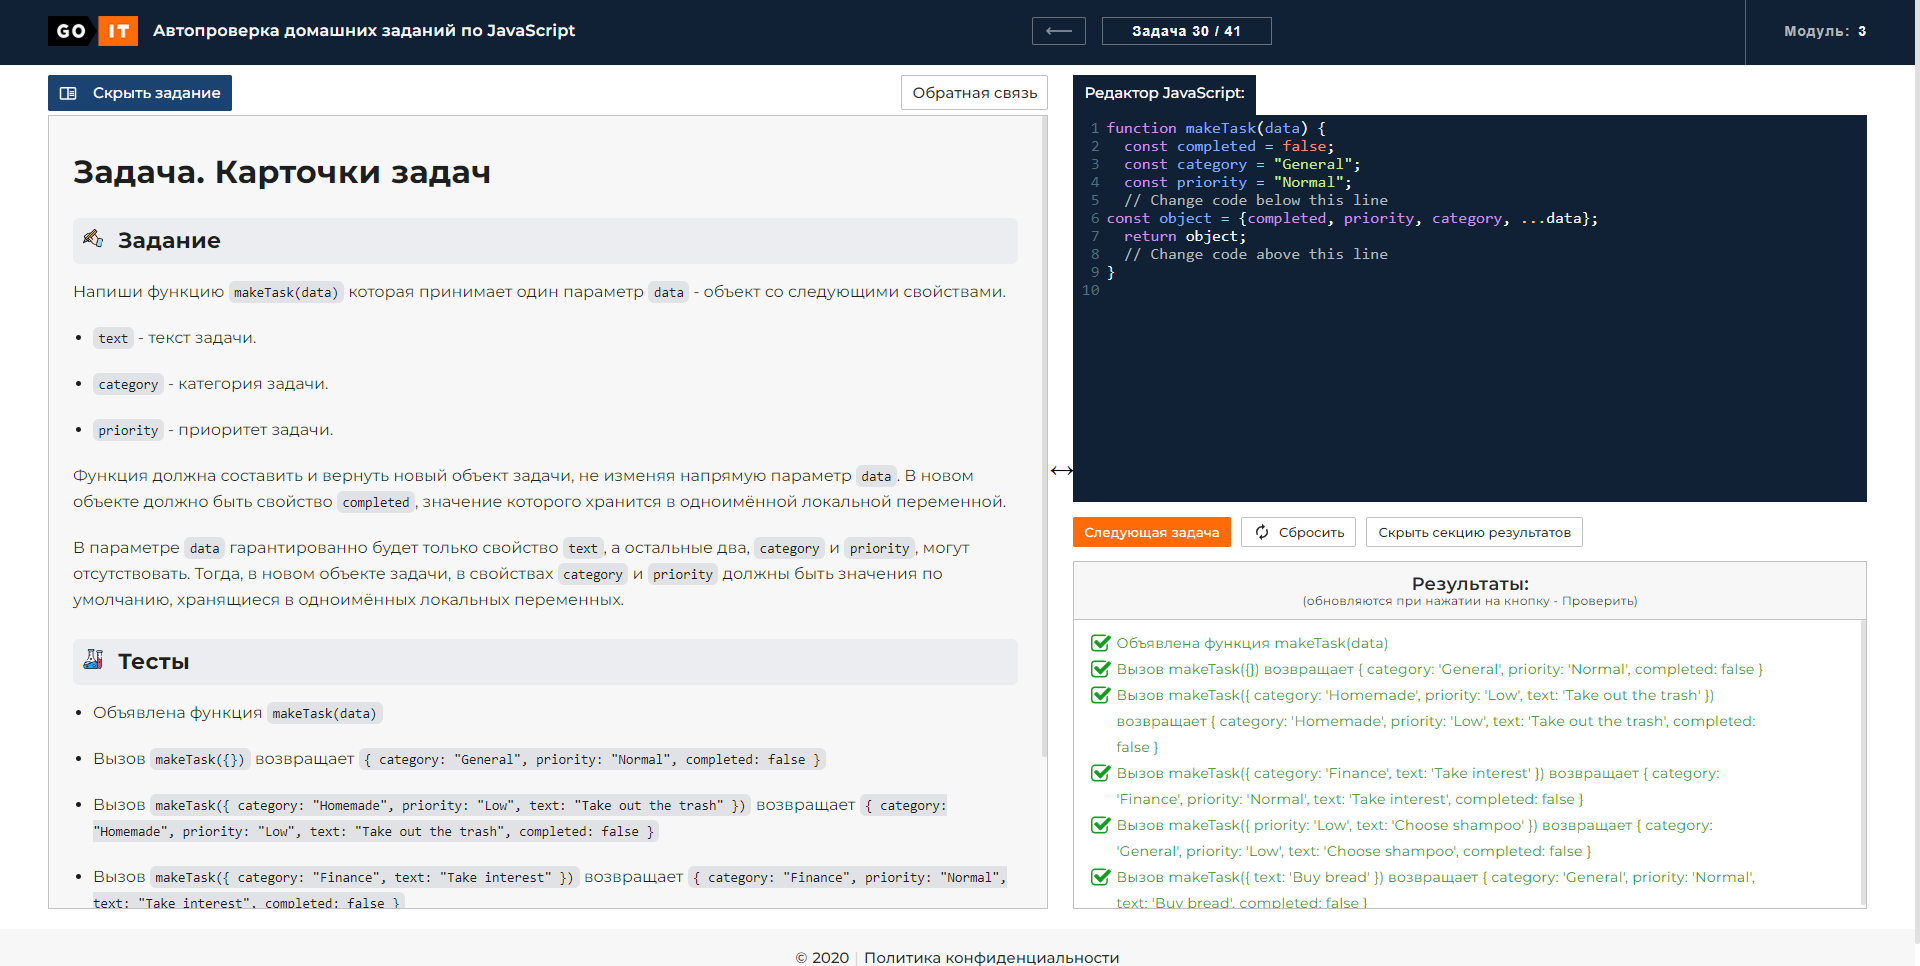 GO IT Автопроверка домашних заданий по JavaScript
Задача 30 / 41
Модуль: 3
Скрыть задание
Обратная связь
Задача. Карточки задач
Задание
Напиши функцию makeTask(data) которая принимает один параметр data - объект со следующими свойствами.
text - текст задачи.
category - категория задачи.
priority - приоритет задачи.
Функция должна составить и вернуть новый объект задачи, не изменяя напрямую параметр data. В новом
объекте должно быть свойство completed, значение которого хранится в одноимённой локальной переменной.
В параметре data гарантированно будет только свойство text, а остальные два, category и priority, могут
отсутствовать. Тогда, в новом объекте задачи, в свойствах category и priority должны быть значения по
умолчанию, хранящиеся в одноимённых локальных переменных.
Тесты
Объявлена функция makeTask(data)
Вызов makeTask({}) возвращает { category: "General", priority: "Normal", completed: false }
Вызов makeTask({ category: "Homemade", priority: "Low", text: "Take out the trash" }) возвращает { category:
"Homemade", priority: "Low", text: "Take out the trash", completed: false }
Вызов makeTask({ category: "Finance", text: "Take interest" }) возвращает { category: "Finance", priority: "Normal",
text: "Take interest", completed: false }
Редактор JavaScript:
1 function makeTask(data) {
2 const completed = false;
3 const category = "General";
4 const priority = "Normal";
5 // Change code below this line
6 const object = {completed, priority, category, ...data};
7 return object;
8 // Change code above this line
9 }
10
Следующая задача
Сбросить
Скрыть секцию результатов
Результаты:
(обновляются при нажатии на кнопку - Проверить)
Объявлена функция makeTask(data)
Вызов makeTask({}) возвращает { category: 'General', priority: 'Normal', completed: false }
Вызов makeTask({ category: 'Homemade', priority: 'Low', text: 'Take out the trash' })
возвращает { category: 'Homemade', priority: 'Low', text: 'Take out the trash', completed:
false }
Вызов makeTask({ category: 'Finance', text: 'Take interest' }) возвращает { category:
'Finance', priority: 'Normal', text: 'Take interest', completed: false }
Вызов makeTask({ priority: 'Low', text: 'Choose shampoo' }) возвращает { category:
'General', priority: 'Low', text: 'Choose shampoo', completed: false }
Вызов makeTask({ text: 'Buy bread' }) возвращает { category: 'General', priority: 'Normal',
text: 'Buy bread', completed: false }
© 2020 | Политика конфиденциальности